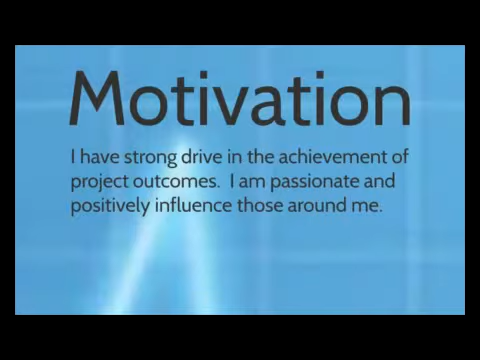 Motivation
I have strong drive in the achievement of
project outcomes.  I am passionate and
positively influence those around me.